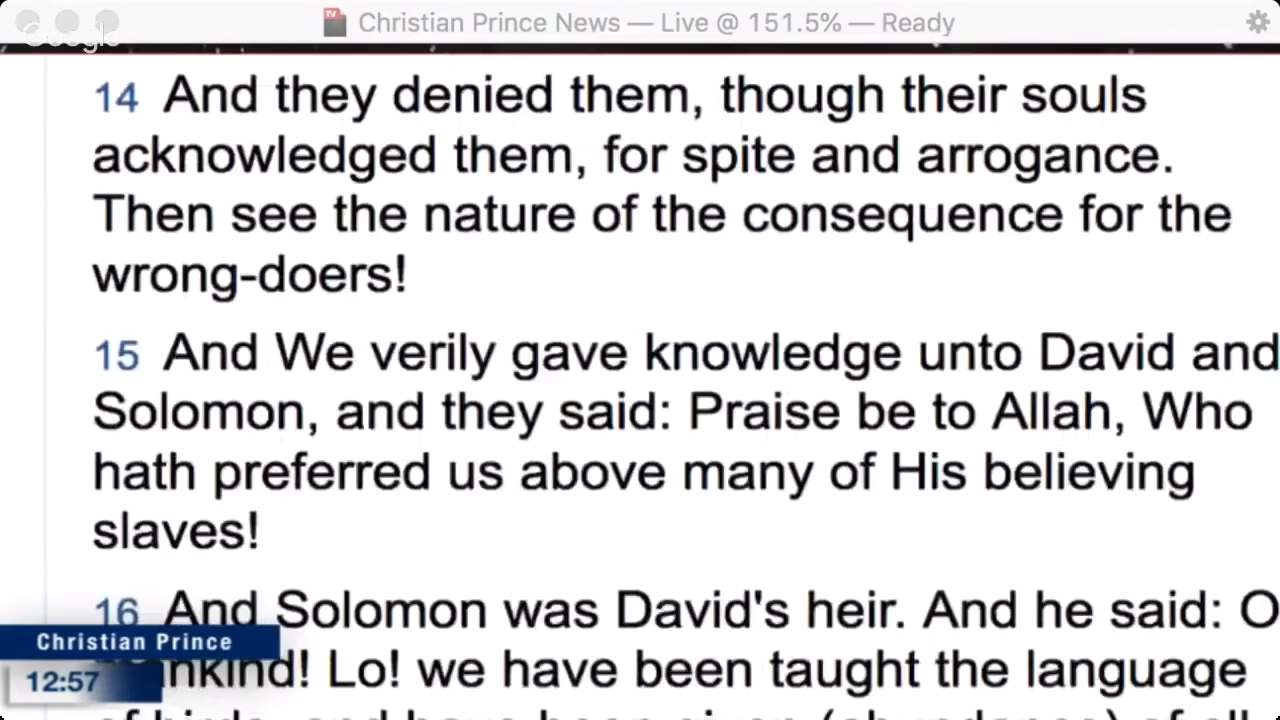 Christian Prince News — Live @ 151.5% — Ready
Google
14 And they denied them, though their souls
acknowledged them, for spite and arrogance.
Then see the nature of the consequence for the
wrong-doers!
15 And We verily gave knowledge unto David and
Solomon, and they said: Praise be to Allah, Who
hath preferred us above many of His believing
slaves!
16 And Solomon was David's heir. And he said: O
Christian Prince
! Lo! we have been taught the language
12:57